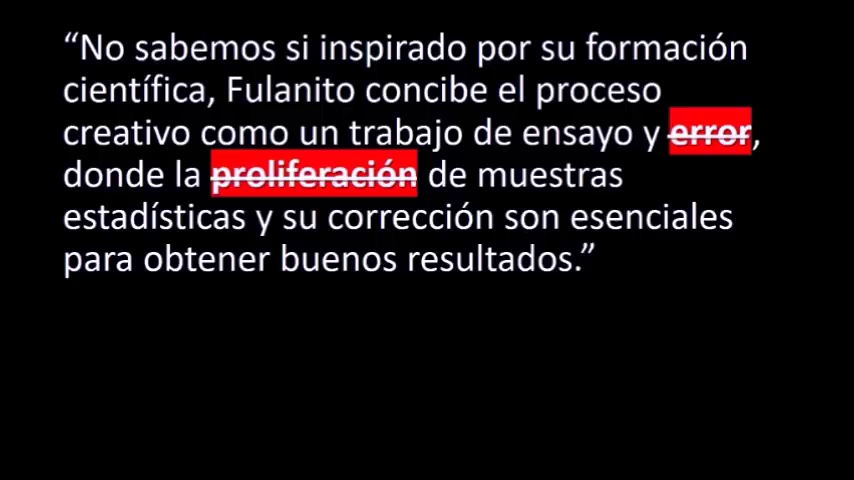 “No sabemos si inspirado por su formación
científica, Fulanito concibe el proceso
creativo como un trabajo de ensayo y error,
donde la proliferación de muestras
estadísticas y su corrección son esenciales
para obtener buenos resultados.”